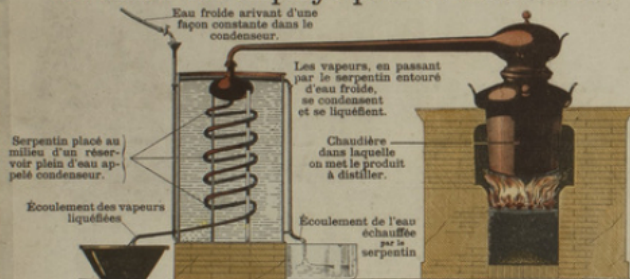 Eau froide arivant d'une
façon constante dans le
condenseur.
Les vapeurs, en passant
par le serpentin entouré
d'eau froide,
se condensent
et se liquéfient.
Serpentin placé au
milieu d'un réser-
voir plein d'eau ap-
pelé condenseur.
Chaudière
dans laquelle
on met le produit
à distiller.
Écoulement des vapeurs
liquéfiées
Écoulement de l'eau
échauffée
par le
serpentin